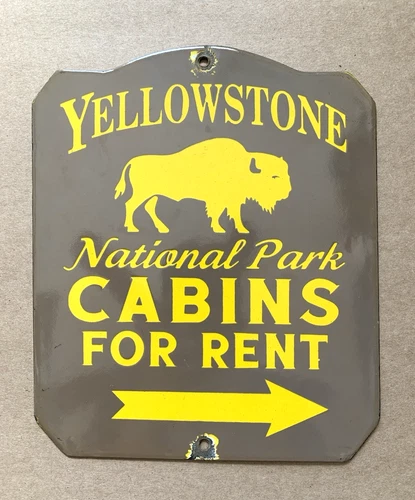 YELLOWSTONE
National Park
CABINS
FOR RENT